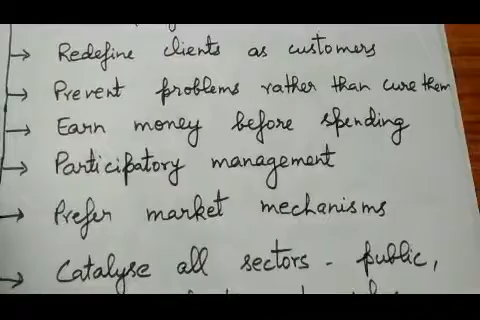 → Redefine clients as customers
→ Prevent problems rather than cure them
→ Earn money before spending
→ Participatory management
→ Prefer market mechanisms
→ Catalyse all sectors - public,